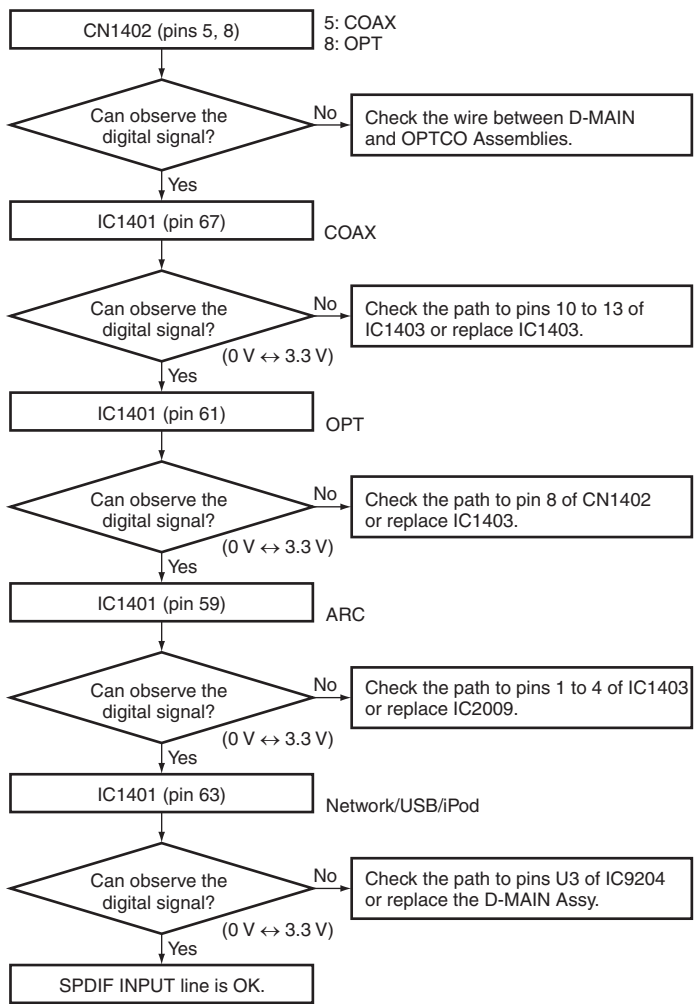 CN1402 (pins 5, 8)
5: COAX
8: OPT
Can observe the
digital signal?
No
Check the wire between D-MAIN
and OPTCO Assemblies.
Yes
IC1401 (pin 67)
COAX
Can observe the
digital signal?
No
Check the path to pins 10 to 13 of
IC1403 or replace IC1403.
(0 V ↔ 3.3 V)
Yes
IC1401 (pin 61)
OPT
Can observe the
digital signal?
No
Check the path to pin 8 of CN1402
or replace IC1403.
(0 V ↔ 3.3 V)
Yes
IC1401 (pin 59)
ARC
Can observe the
digital signal?
No
Check the path to pins 1 to 4 of IC1403
or replace IC2009.
(0 V ↔ 3.3 V)
Yes
IC1401 (pin 63)
Network/USB/iPod
Can observe the
digital signal?
No
Check the path to pins U3 of IC9204
or replace the D-MAIN Assy.
(0 V ↔ 3.3 V)
Yes
SPDIF INPUT line is OK.